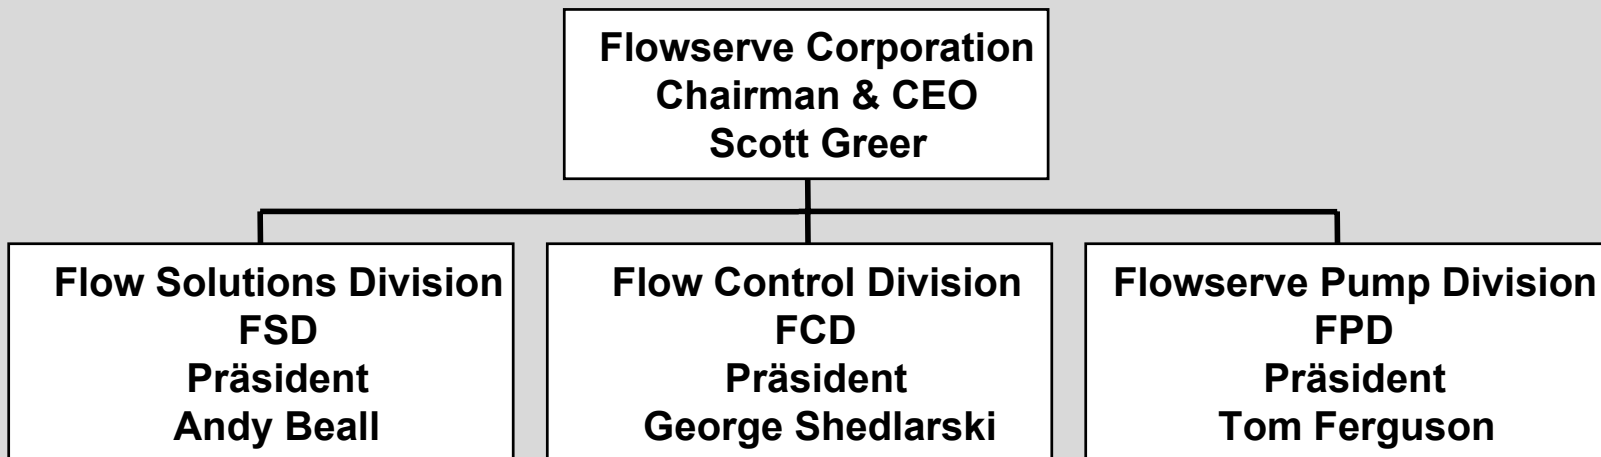 Flowserve Corporation
Chairman & CEO
Scott Greer
Flow Solutions Division
FSD
Präsident
Andy Beall
Flow Control Division
FCD
Präsident
George Shedlarski
Flowserve Pump Division
FPD
Präsident
Tom Ferguson